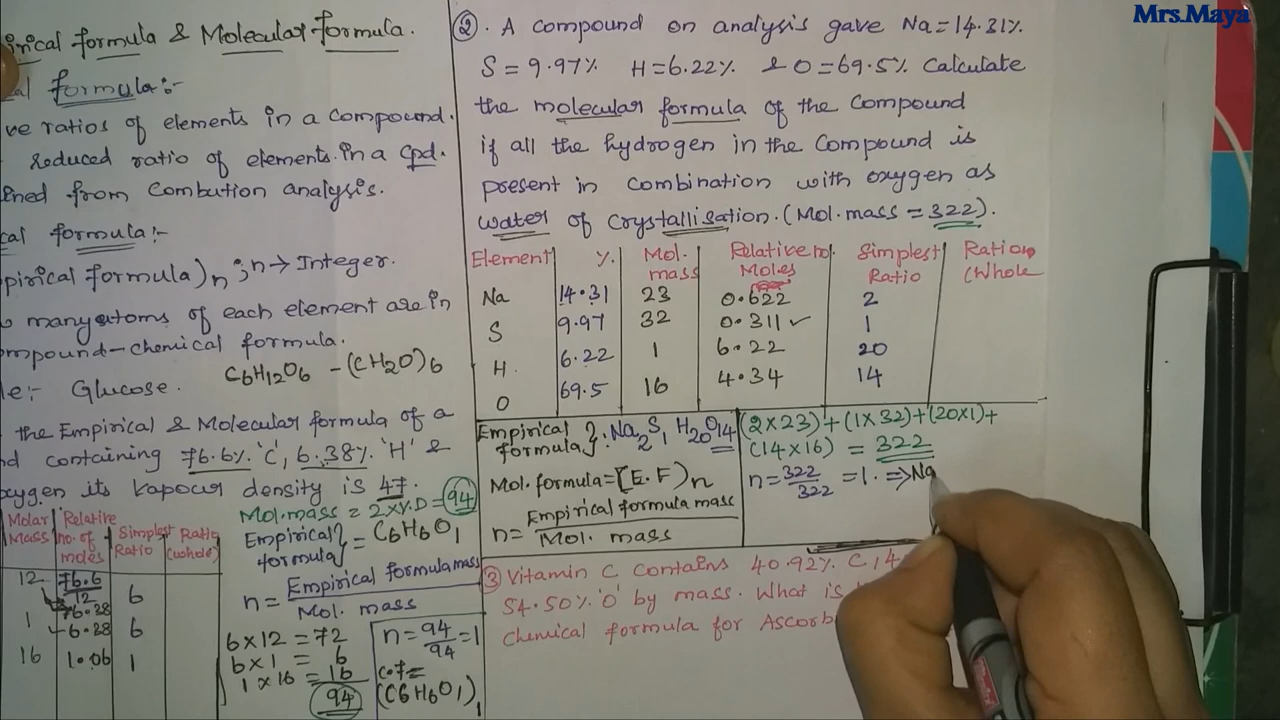 Mrs.Maya
irical formula & Molecular formula.
al formula:-
ve ratios of elements in a compound.
reduced ratio of elements in a cpd.
ined from Combution analysis.
cal formula:-
pirical formula)n ; n→ Integer.
many atoms of each element are in
ompound-chemical formula.
le:- Glucose. C6H12O6 - (CH2O)6
the Empirical & Molecular formula of a
nd containing 76.6% 'C', 6.38% 'H' &
oxygen its vapour density is 47.
Mol.mass = 2×V.D = 94
Molar Mass Relative no. of moles Simplest Ratio Ratio (whole)
12 76.6/12 6
1 6.38 6
16 1.06 1
Empirical formula} = C6H6O1
n = Empirical formula mass / Mol. mass
6×12 = 72
6×1 = 6
1×16 = 16
94
n = 94/94 = 1
(C6H6O)1
② . A compound on analysis gave Na=14.31%
S = 9.97% H=6.22% & O=69.5% Calculate
the molecular formula of the compound
if all the hydrogen in the compound is
present in combination with oxygen as
water of crystallisation. (Mol.mass = 322).
Element % Mol. mass Relative no. Moles Simplest Ratio Ratio (Whole
Na 14.31 23 0.622 2
S 9.97 32 0.311 ✓ 1
H. 6.22 1 6.22 20
O 69.5 16 4.34 14
Empirical formula}. Na2S1H20O14
(2×23)+(1×32)+(20×1)+
(14×16) = 322
Mol. formula = [E.F]n
n = Empirical formula mass / Mol. mass
n = 322/322 = 1. ⇒ Na
③ Vitamin C contains 40.92% C, 4
54.50% 'O' by mass. What is
chemical formula for Ascorb